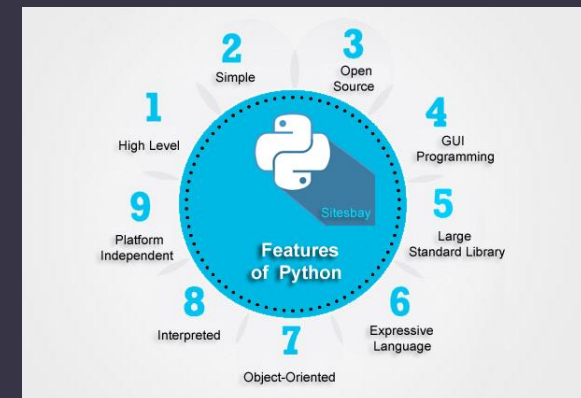 1
High Level
2
Simple
3
Open
Source
4
GUI
Programming
5
Large
Standard Library
6
Expressive
Language
7
Object-Oriented
8
Interpreted
9
Platform
Independent
Sitesbay
Features
of Python